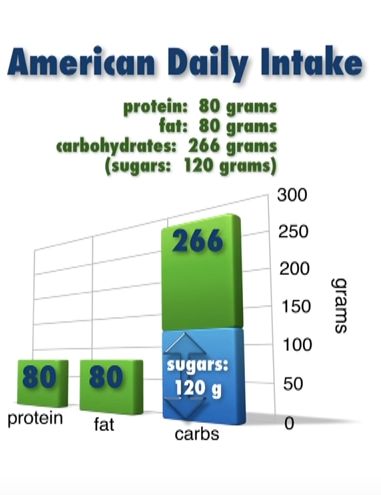 American Daily Intake
protein: 80 grams
fat: 80 grams
carbohydrates: 266 grams
(sugars: 120 grams)
300
250
200
150
100
50
0
grams
266
80
80
sugars:
120 g
protein
fat
carbs